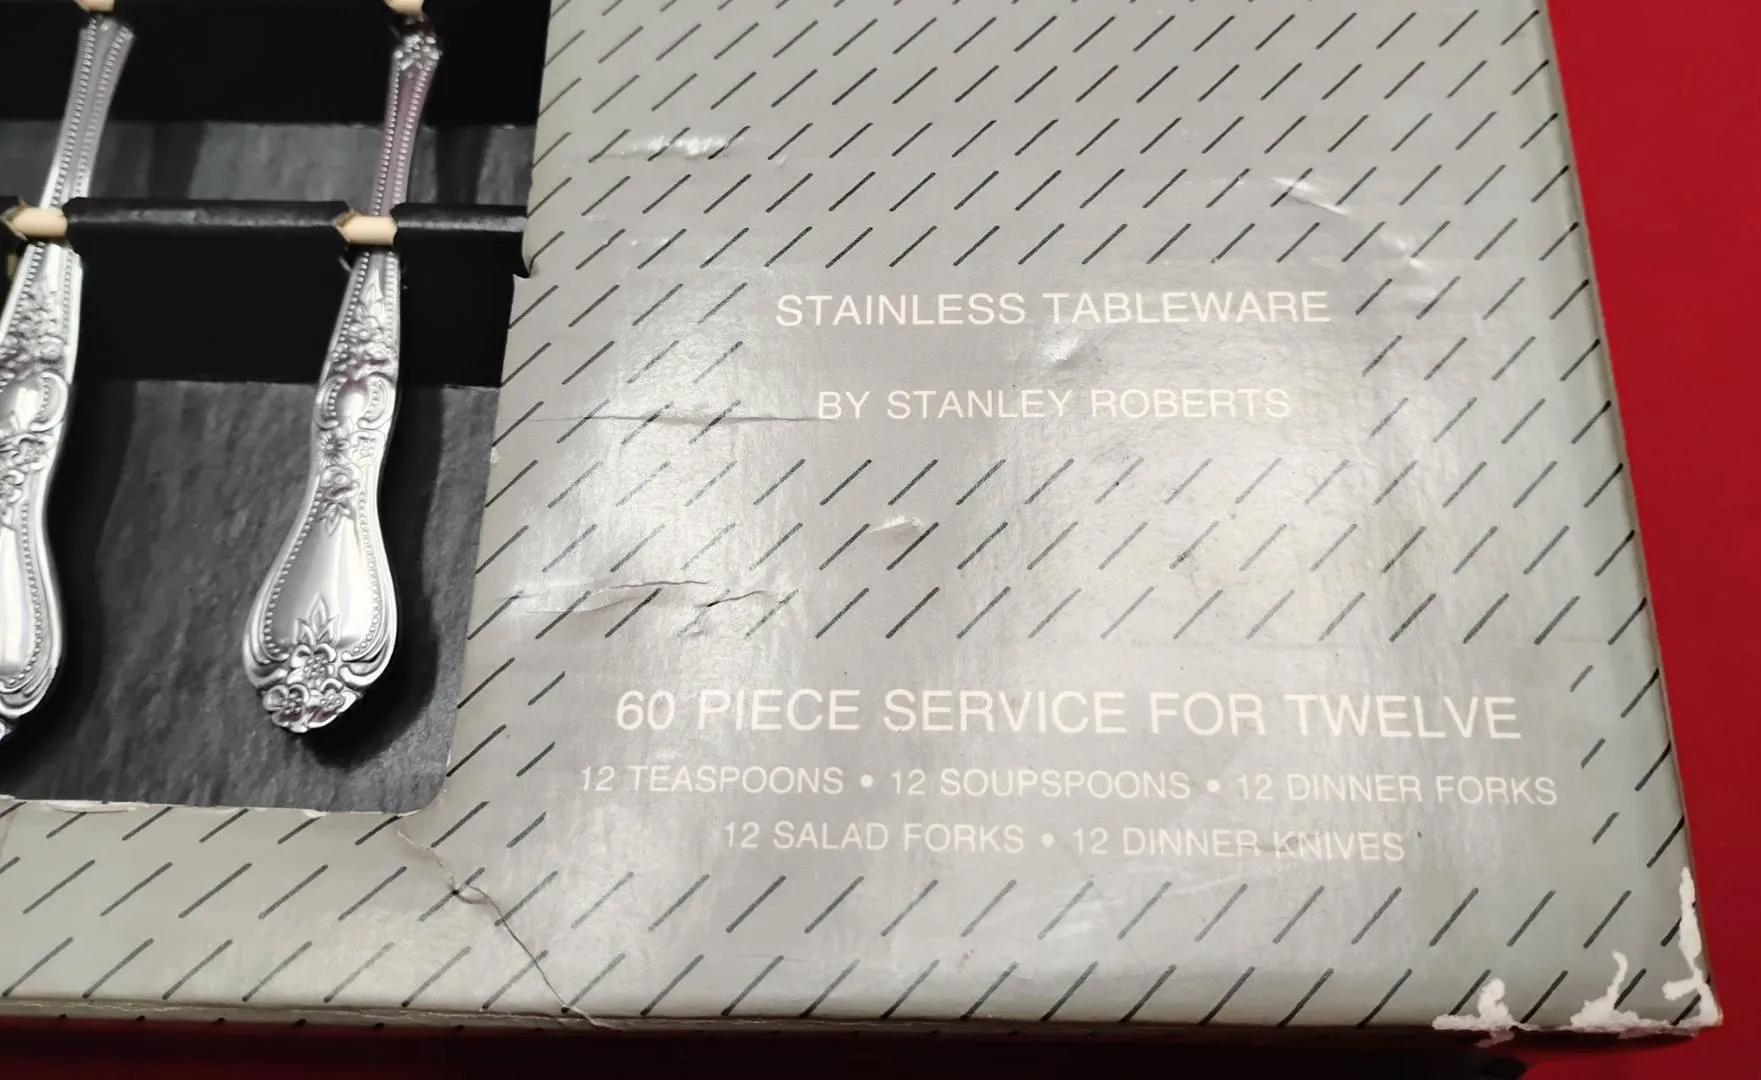 STAINLESS TABLEWARE
BY STANLEY ROBERTS
60 PIECE SERVICE FOR TWELVE
12 TEASPOONS • 12 SOUPSPOONS • 12 DINNER FORKS
12 SALAD FORKS • 12 DINNER KNIVES